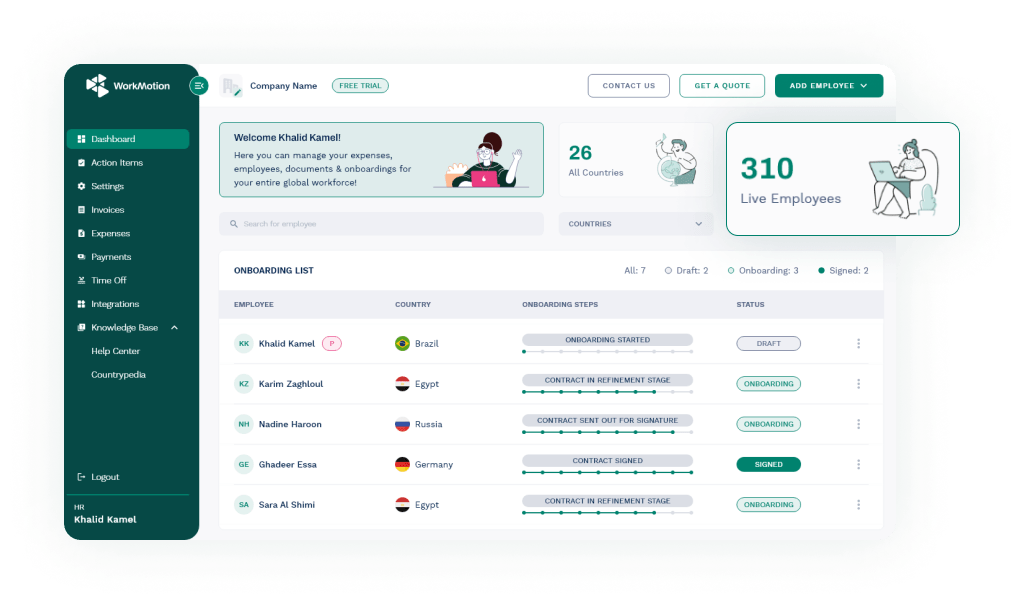 WorkMotion
Company Name
FREE TRIAL
CONTACT US
GET A QUOTE
ADD EMPLOYEE
Dashboard
Action Items
Settings
Invoices
Expenses
Payments
Time Off
Integrations
Knowledge Base
Help Center
Countrypedia
Logout
HR
Khalid Kamel
Welcome Khalid Kamel!
Here you can manage your expenses,
employees, documents & onboardings for
your entire global workforce!
26
All Countries
310
Live Employees
Search for employee
COUNTRIES
ONBOARDING LIST
All: 7
Draft: 2
Onboarding: 3
Signed: 2
EMPLOYEE COUNTRY ONBOARDING STEPS STATUS
KK Khalid Kamel P Brazil ONBOARDING STARTED DRAFT
KZ Karim Zaghloul Egypt CONTRACT IN REFINEMENT STAGE ONBOARDING
NH Nadine Haroon Russia CONTRACT SENT OUT FOR SIGNATURE ONBOARDING
GE Ghadeer Essa Germany CONTRACT SIGNED SIGNED
SA Sara Al Shimi Egypt CONTRACT IN REFINEMENT STAGE ONBOARDING